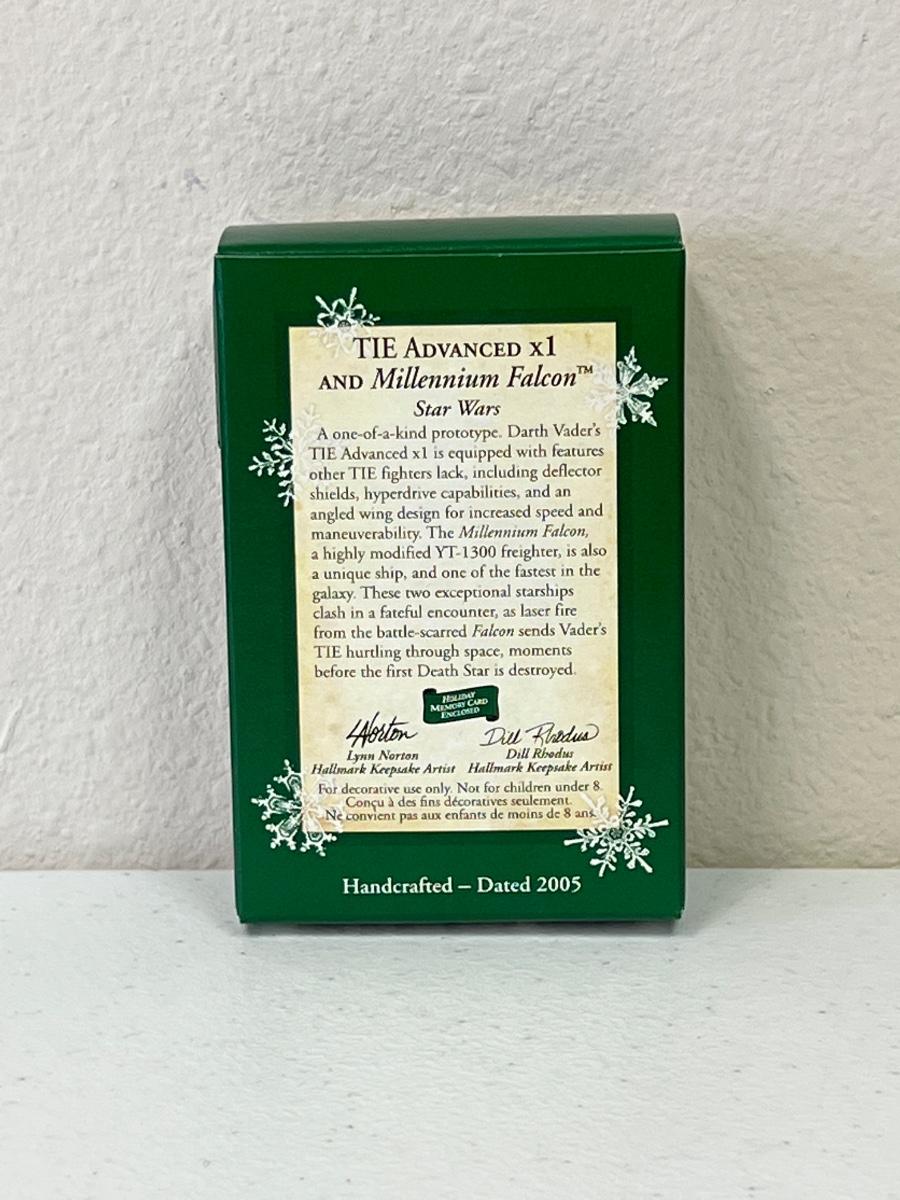 TIE ADVANCED x1
AND Millennium Falcon™
Star Wars
A one-of-a-kind prototype. Darth Vader's
TIE Advanced x1 is equipped with features
other TIE fighters lack, including deflector
shields, hyperdrive capabilities, and an
angled wing design for increased speed and
maneuverability. The Millennium Falcon,
a highly modified YT-1300 freighter, is also
a unique ship, and one of the fastest in the
galaxy. These two exceptional starships
clash in a fateful encounter, as laser fire
from the battle-scarred Falcon sends Vader's
TIE hurtling through space, moments
before the first Death Star is destroyed.
HOLIDAY
MEMORY CARD
ENCLOSED
LNorton Dill Rhodus
Lynn Norton Dill Rhodus
Hallmark Keepsake Artist Hallmark Keepsake Artist
For decorative use only. Not for children under 8.
Conçu à des fins décoratives seulement.
Ne convient pas aux enfants de moins de 8 ans.
Handcrafted – Dated 2005